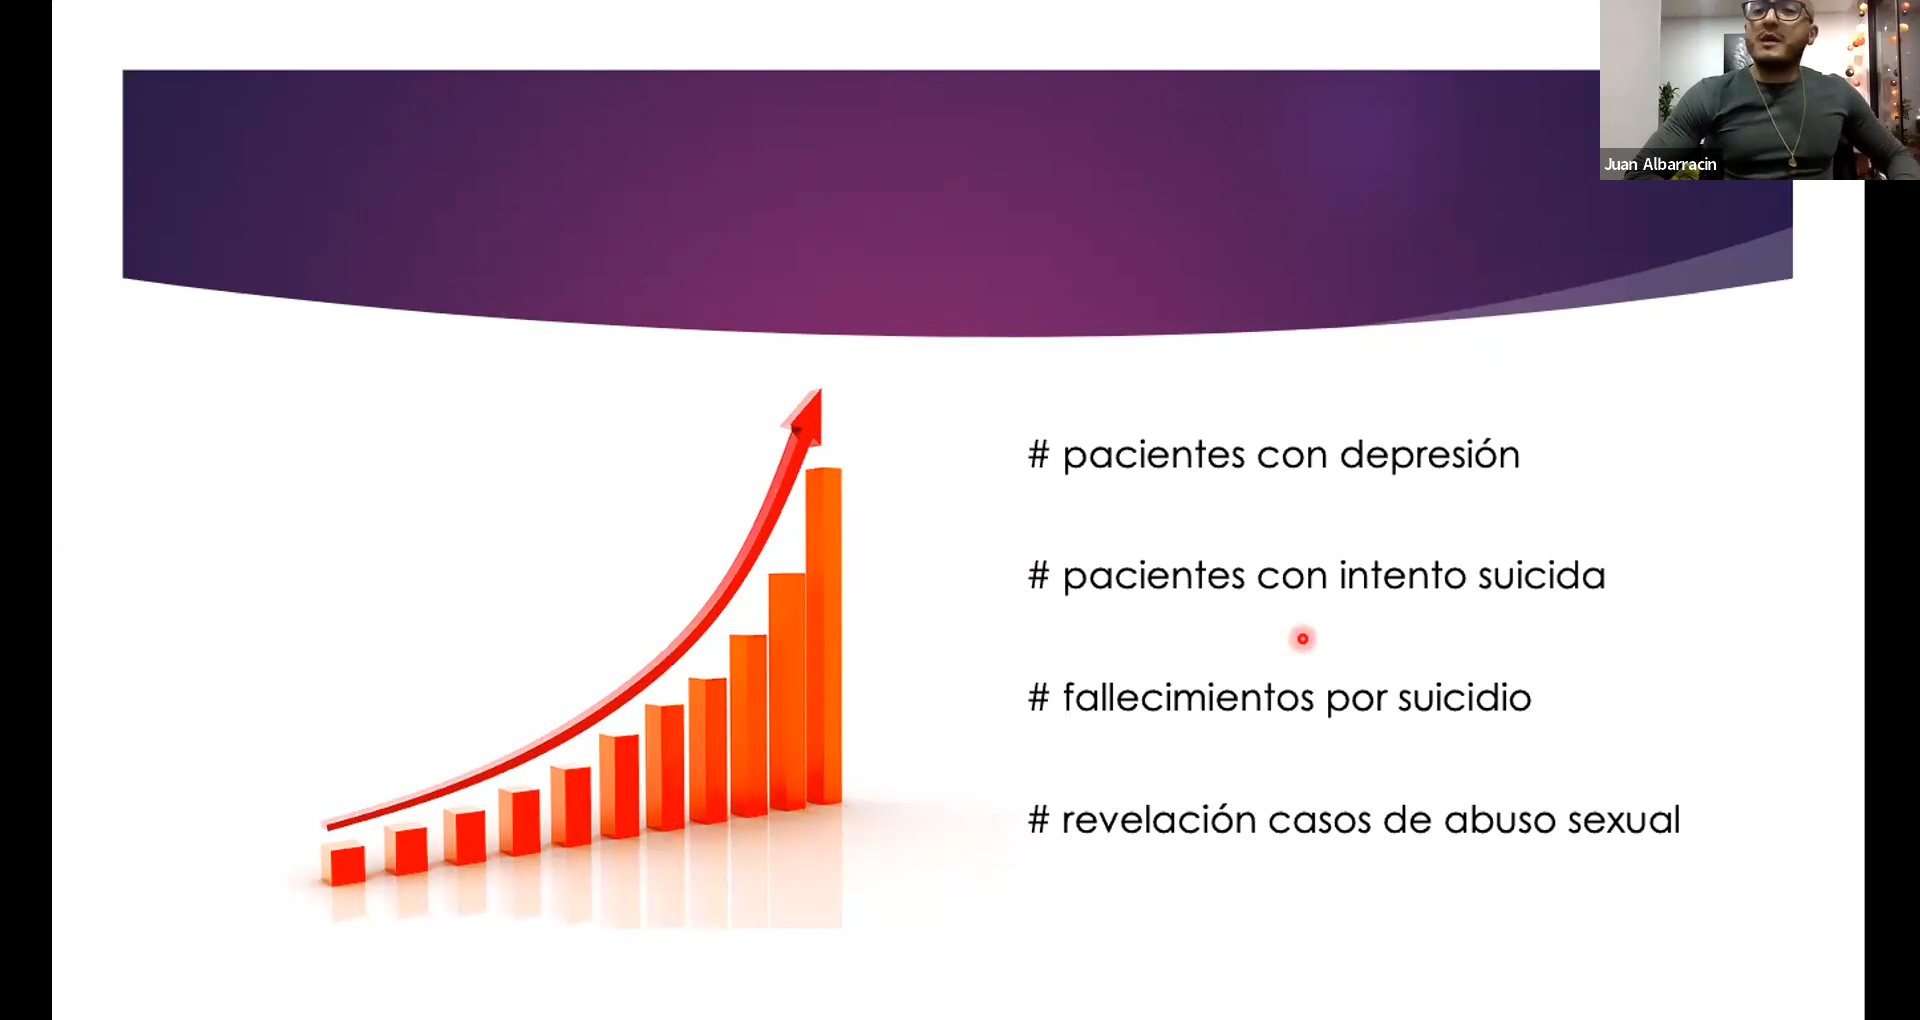 Juan Albarracin
# pacientes con depresión
# pacientes con intento suicida
# fallecimientos por suicidio
# revelación casos de abuso sexual